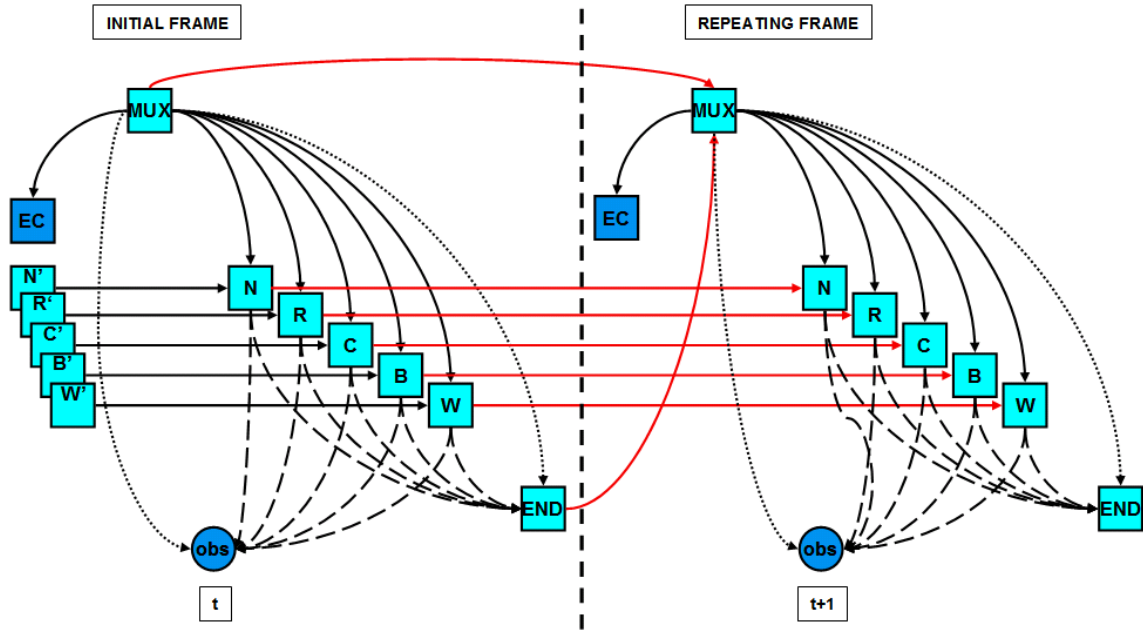 INITIAL FRAME
REPEATING FRAME
MUX
MUX
EC
EC
N'
N
N
R'
R
R
C'
C
C
B'
B
B
W'
W
W
END
END
obs
obs
t
t+1